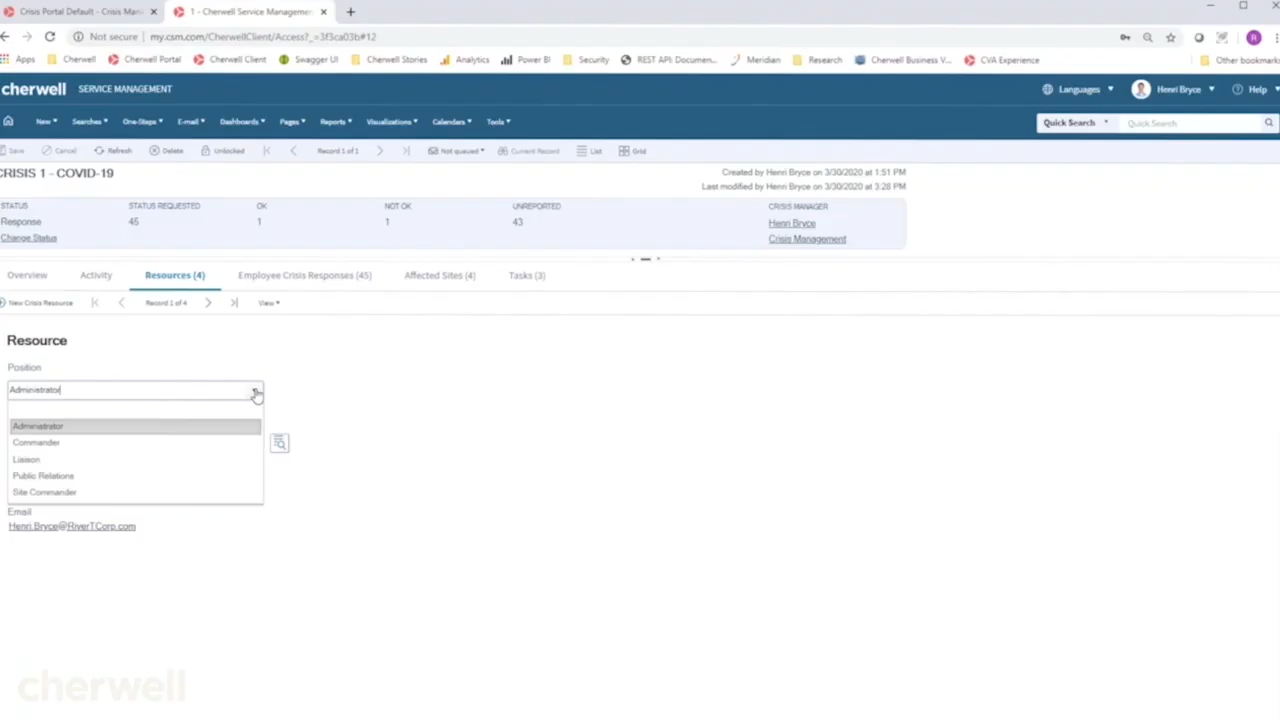 Crisis Portal Default - Crisis Man
1 - Cherwell Service Managemen
Not secure | my.csm.com/CherwellClient/Access?_=3f3ca03b#12
R
Apps Cherwell Cherwell Portal Cherwell Client Swagger UI Cherwell Stories Analytics Power BI Security REST API: Documen... Meridian Research Cherwell Business V... CVA Experience Other bookmarks
cherwell SERVICE MANAGEMENT Languages Henri Bryce Help
New Searches One-Steps E-mail Dashboards Pages Reports Visualizations Calendars Tools Quick Search Quick Search
Save Cancel Refresh Delete Unlocked Record 1 of 1 Not queued Current Record List Grid
CRISIS 1 - COVID-19
Created by Henri Bryce on 3/30/2020 at 1:51 PM
Last modified by Henri Bryce on 3/30/2020 at 3:28 PM
STATUS STATUS REQUESTED OK NOT OK UNREPORTED CRISIS MANAGER
Response 45 1 1 43 Henri Bryce
Change Status Crisis Management
Overview Activity Resources (4) Employee Crisis Responses (45) Affected Sites (4) Tasks (3)
New Crisis Resource Record 1 of 4 View
Resource
Position
Administrator
Administrator
Commander
Liaison
Public Relations
Site Commander
Email
Henri.Bryce@RiverTCorp.com
cherwell